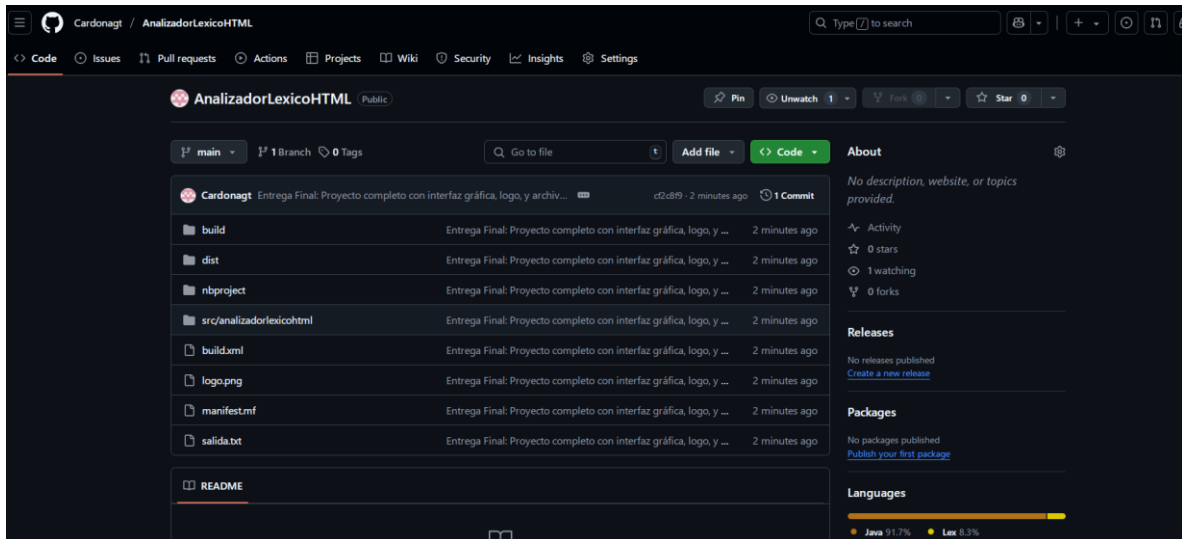 Cardonagt / AnalizadorLexicoHTML
Type / to search
Code Issues Pull requests Actions Projects Wiki Security Insights Settings
AnalizadorLexicoHTML Public
Pin Unwatch 1 Fork 0 Star 0
main 1 Branch 0 Tags Go to file t Add file Code
Cardonagt Entrega Final: Proyecto completo con interfaz gráfica, logo, y archiv... cf2c8f9 · 2 minutes ago 1 Commit
build Entrega Final: Proyecto completo con interfaz gráfica, logo, y ... 2 minutes ago
dist Entrega Final: Proyecto completo con interfaz gráfica, logo, y ... 2 minutes ago
nbproject Entrega Final: Proyecto completo con interfaz gráfica, logo, y ... 2 minutes ago
src/analizadorlexicohtml Entrega Final: Proyecto completo con interfaz gráfica, logo, y ... 2 minutes ago
build.xml Entrega Final: Proyecto completo con interfaz gráfica, logo, y ... 2 minutes ago
logo.png Entrega Final: Proyecto completo con interfaz gráfica, logo, y ... 2 minutes ago
manifest.mf Entrega Final: Proyecto completo con interfaz gráfica, logo, y ... 2 minutes ago
salida.txt Entrega Final: Proyecto completo con interfaz gráfica, logo, y ... 2 minutes ago
README
About
No description, website, or topics
provided.
Activity
0 stars
1 watching
0 forks
Releases
No releases published
Create a new release
Packages
No packages published
Publish your first package
Languages
Java 91.7% Lex 8.3%